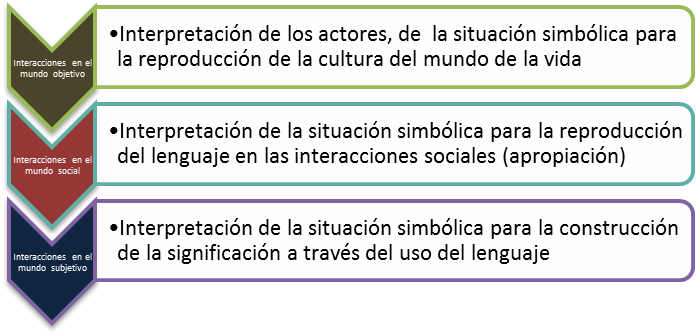 Interacciones en el
mundo objetivo
•Interpretación de los actores, de la situación simbólica para
la reproducción de la cultura del mundo de la vida
Interacciones en el
mundo social
•Interpretación de la situación simbólica para la reproducción
del lenguaje en las interacciones sociales (apropiación)
Interacciones en el
mundo subjetivo
•Interpretación de la situación simbólica para la construcción
de la significación a través del uso del lenguaje